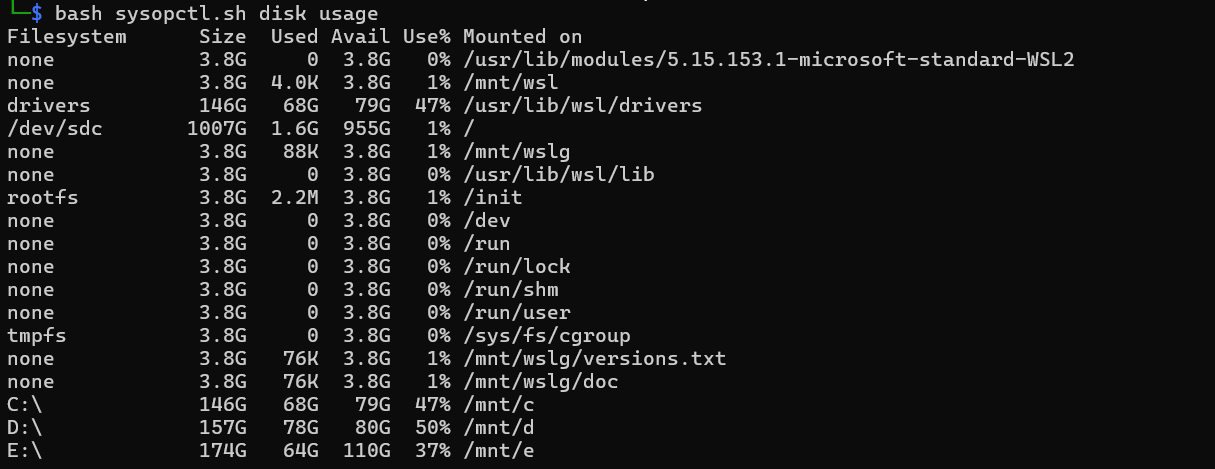 └─$ bash sysopctl.sh disk usage
Filesystem      Size  Used Avail Use% Mounted on
none            3.8G     0  3.8G   0% /usr/lib/modules/5.15.153.1-microsoft-standard-WSL2
none            3.8G  4.0K  3.8G   1% /mnt/wsl
drivers         146G   68G   79G  47% /usr/lib/wsl/drivers
/dev/sdc       1007G  1.6G  955G   1% /
none            3.8G   88K  3.8G   1% /mnt/wslg
none            3.8G     0  3.8G   0% /usr/lib/wsl/lib
rootfs          3.8G  2.2M  3.8G   1% /init
none            3.8G     0  3.8G   0% /dev
none            3.8G     0  3.8G   0% /run
none            3.8G     0  3.8G   0% /run/lock
none            3.8G     0  3.8G   0% /run/shm
none            3.8G     0  3.8G   0% /run/user
tmpfs           3.8G     0  3.8G   0% /sys/fs/cgroup
none            3.8G   76K  3.8G   1% /mnt/wslg/versions.txt
none            3.8G   76K  3.8G   1% /mnt/wslg/doc
C:\             146G   68G   79G  47% /mnt/c
D:\             157G   78G   80G  50% /mnt/d
E:\             174G   64G  110G  37% /mnt/e